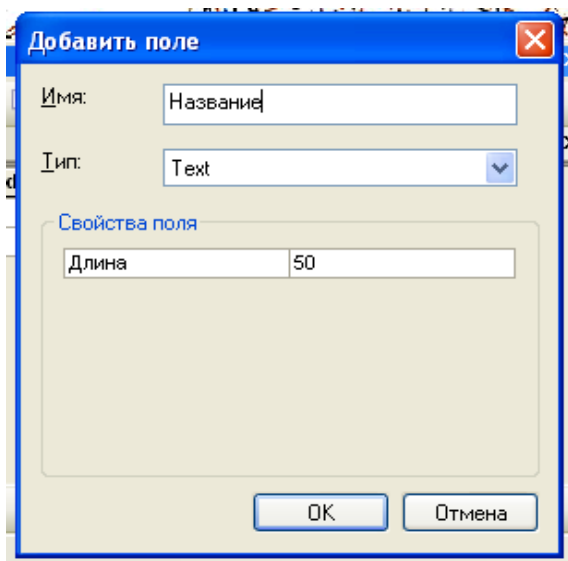 Добавить поле
Имя: Название
Тип: Text
Свойства поля
Длина 50
OK Отмена